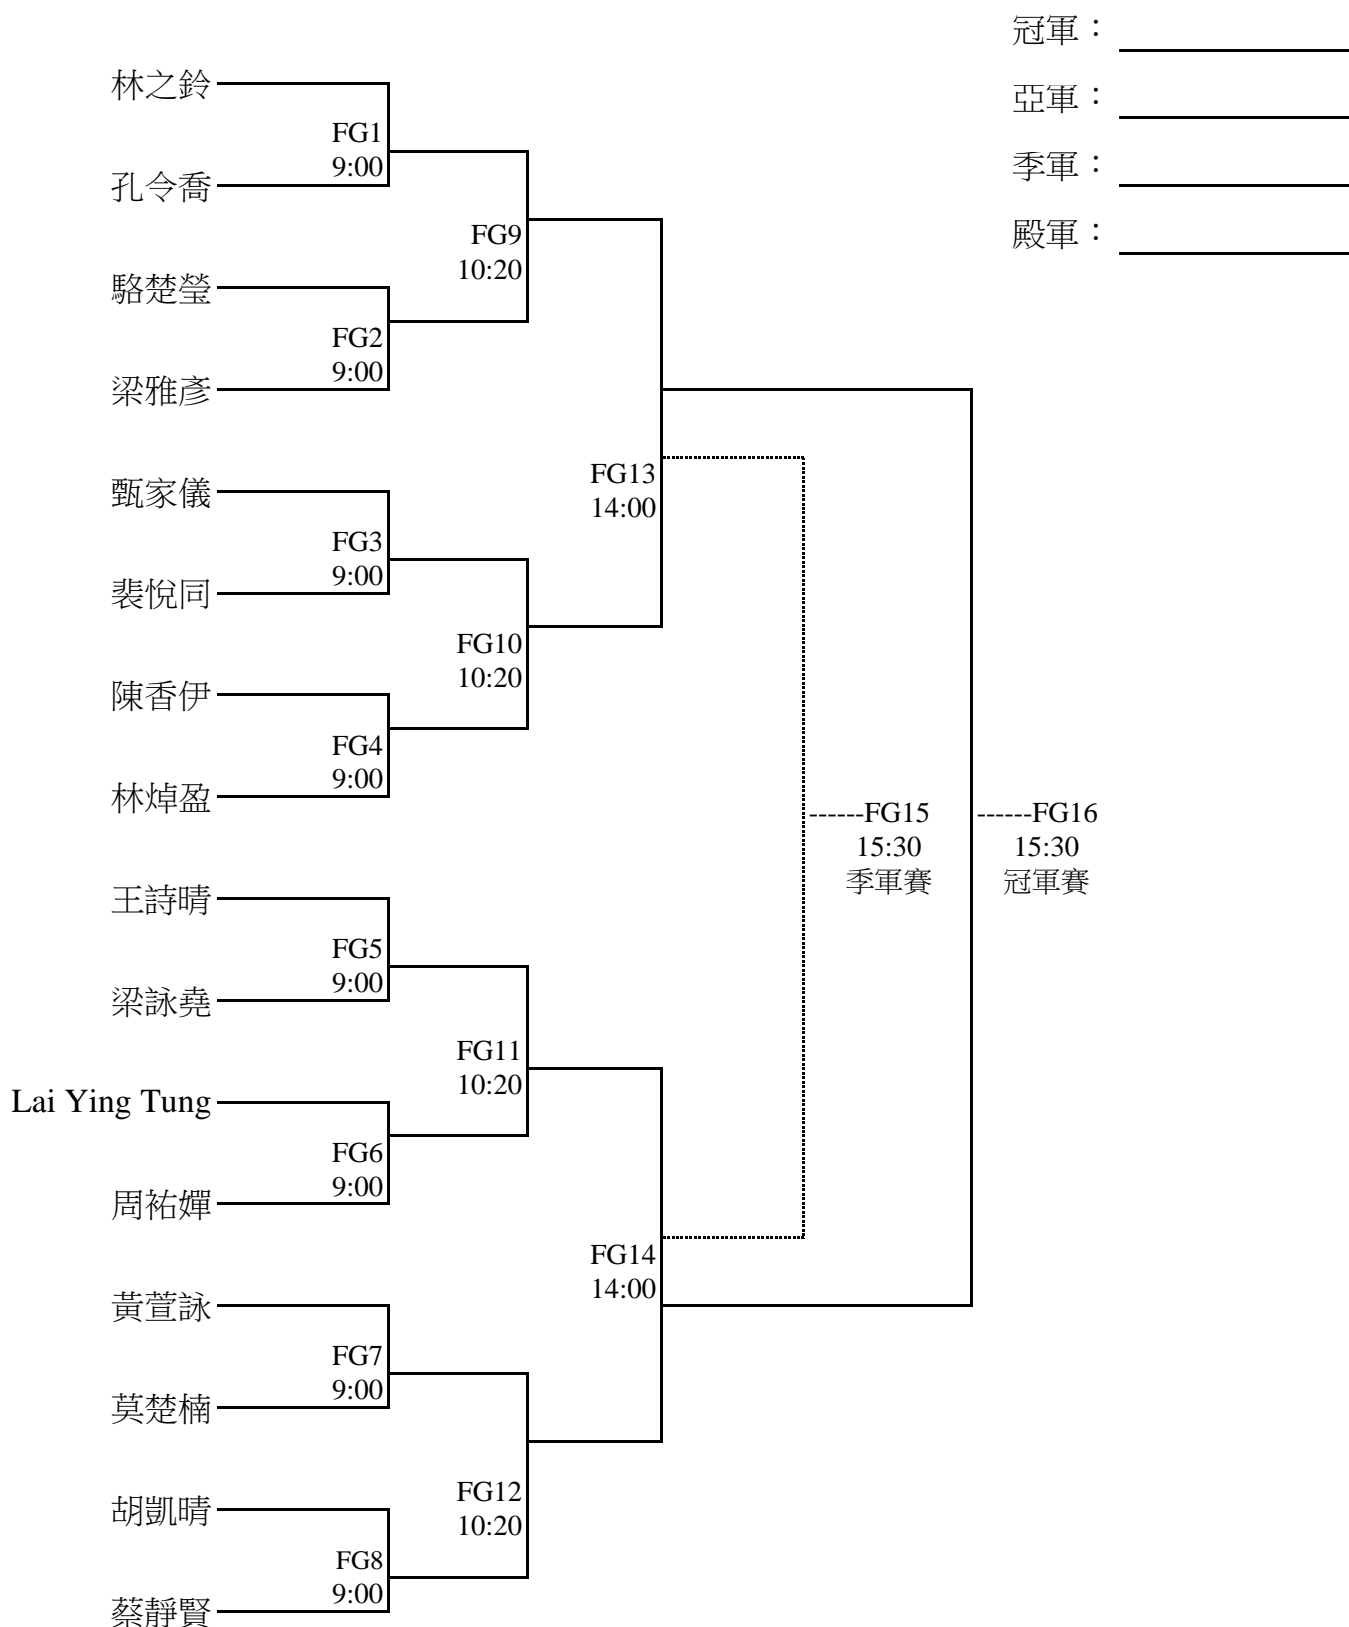 冠軍：
亞軍：
季軍：
殿軍：
林之鈴
FG1
9:00
孔令喬
FG9
10:20
駱楚瑩
FG2
9:00
梁雅彥
甄家儀
FG13
14:00
FG3
9:00
裴悅同
FG10
10:20
陳香伊
FG4
9:00
林焯盈
------FG15
15:30
季軍賽
------FG16
15:30
冠軍賽
王詩晴
FG5
9:00
梁詠堯
FG11
10:20
Lai Ying Tung
FG6
9:00
周祐嬋
FG14
14:00
黃萱詠
FG7
9:00
莫楚楠
FG12
10:20
胡凱晴
FG8
9:00
蔡靜賢